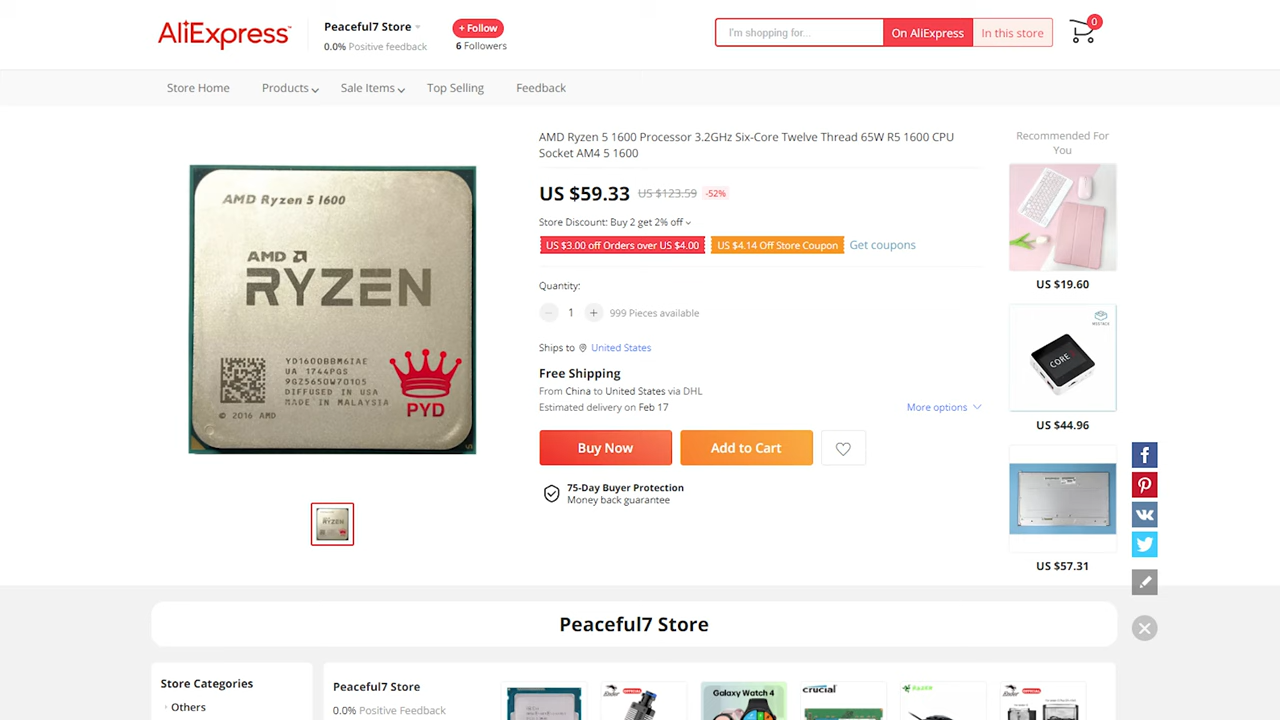 AliExpress™
Peaceful7 Store
0.0% Positive feedback
+ Follow
6 Followers
I'm shopping for...
On AliExpress
In this store
0
Store Home
Products
Sale Items
Top Selling
Feedback
AMD Ryzen 5 1600
AMD
RYZEN
YD1600BBM6IAE
UA 1744PGS
9GZ5650W70105
DIFFUSED IN USA
MADE IN MALAYSIA
© 2016 AMD
PYD
RYZEN
AMD Ryzen 5 1600 Processor 3.2GHz Six-Core Twelve Thread 65W R5 1600 CPU
Socket AM4 5 1600
US $59.33
US $123.59
-52%
Store Discount: Buy 2 get 2% off
US $3.00 off Orders over US $4.00
US $4.14 Off Store Coupon
Get coupons
Quantity:
1
999 Pieces available
Ships to
United States
Free Shipping
From China to United States via DHL
Estimated delivery on Feb 17
More options
Buy Now
Add to Cart
75-Day Buyer Protection
Money back guarantee
Recommended For
You
US $19.60
CORE
US $44.96
US $57.31
Peaceful7 Store
Store Categories
Others
Peaceful7 Store
0.0% Positive Feedback
Galaxy Watch 4
crucial